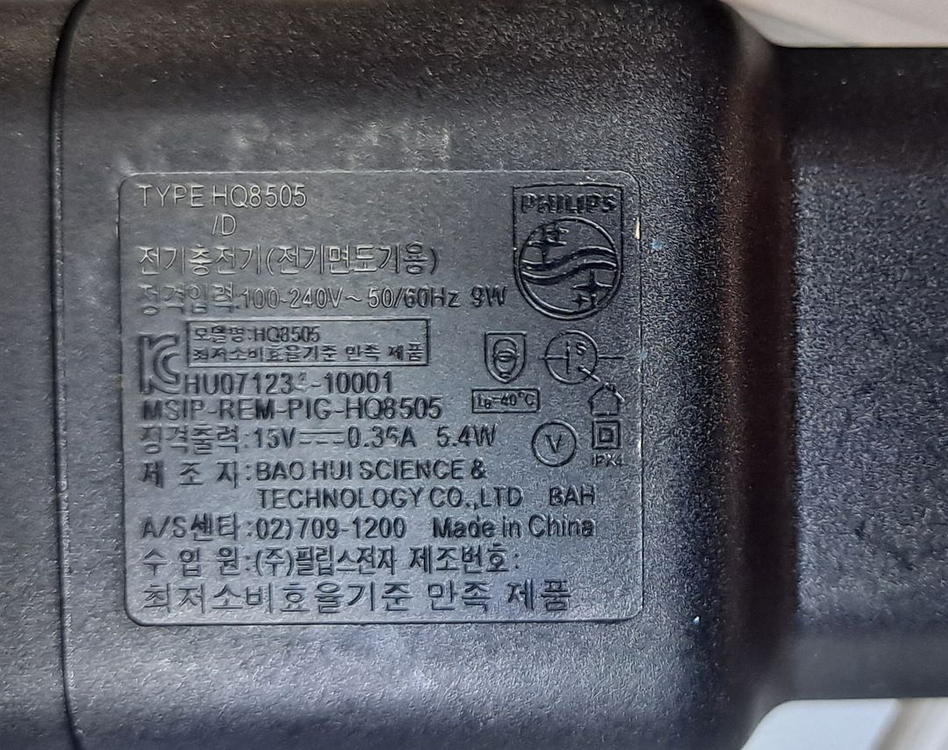 TYPE HQ8505
/D
PHILIPS
전기충전기(전기면도기용)
정격입력:100-240V~50/60Hz 9W
모델명:HQ8505
최저소비효율기준 만족 제품
HU07123 -10001
MSIP-REM-PIG-HQ8505
정격출력:15V 0.36A 5.4W
V
IPX4
제 조 자:BAO HUI SCIENCE &
TECHNOLOGY CO.,LTD BAH
A/S센타:02)709-1200 Made in China
수 입 원:(주)필립스전자 제조번호:
최저소비효율기준 만족 제품